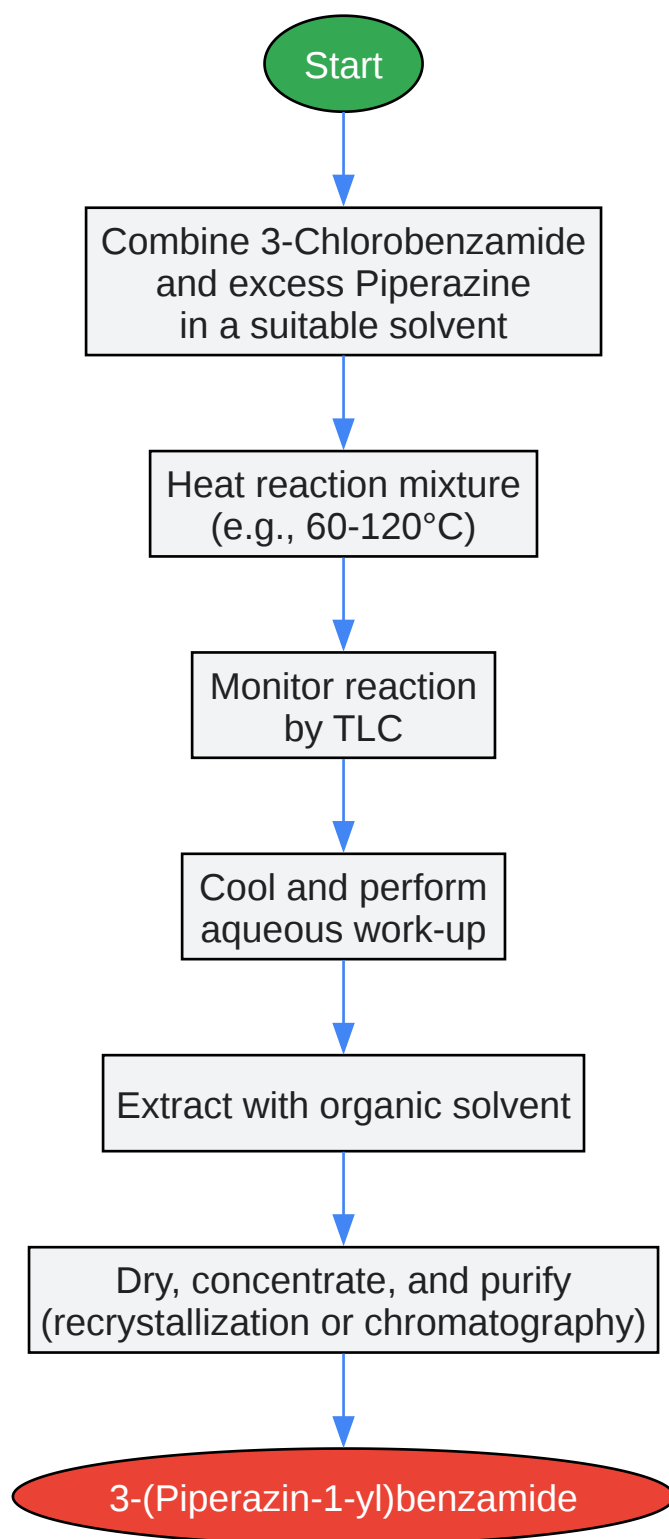 Start
Combine 3-Chlorobenzamide
and excess Piperazine
in a suitable solvent
Heat reaction mixture
(e.g., 60-120°C)
Monitor reaction
by TLC
Cool and perform
aqueous work-up
Extract with organic solvent
Dry, concentrate, and purify
(recrystallization or chromatography)
3-(Piperazin-1-yl)benzamide